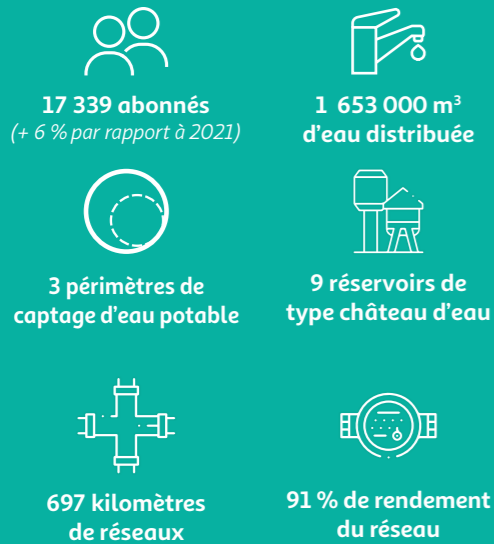 17 339 abonnés
(+ 6 % par rapport à 2021)
1 653 000 m³
d'eau distribuée
3 périmètres de
captage d'eau potable
9 réservoirs de
type château d'eau
697 kilomètres
de réseaux
91 % de rendement
du réseau